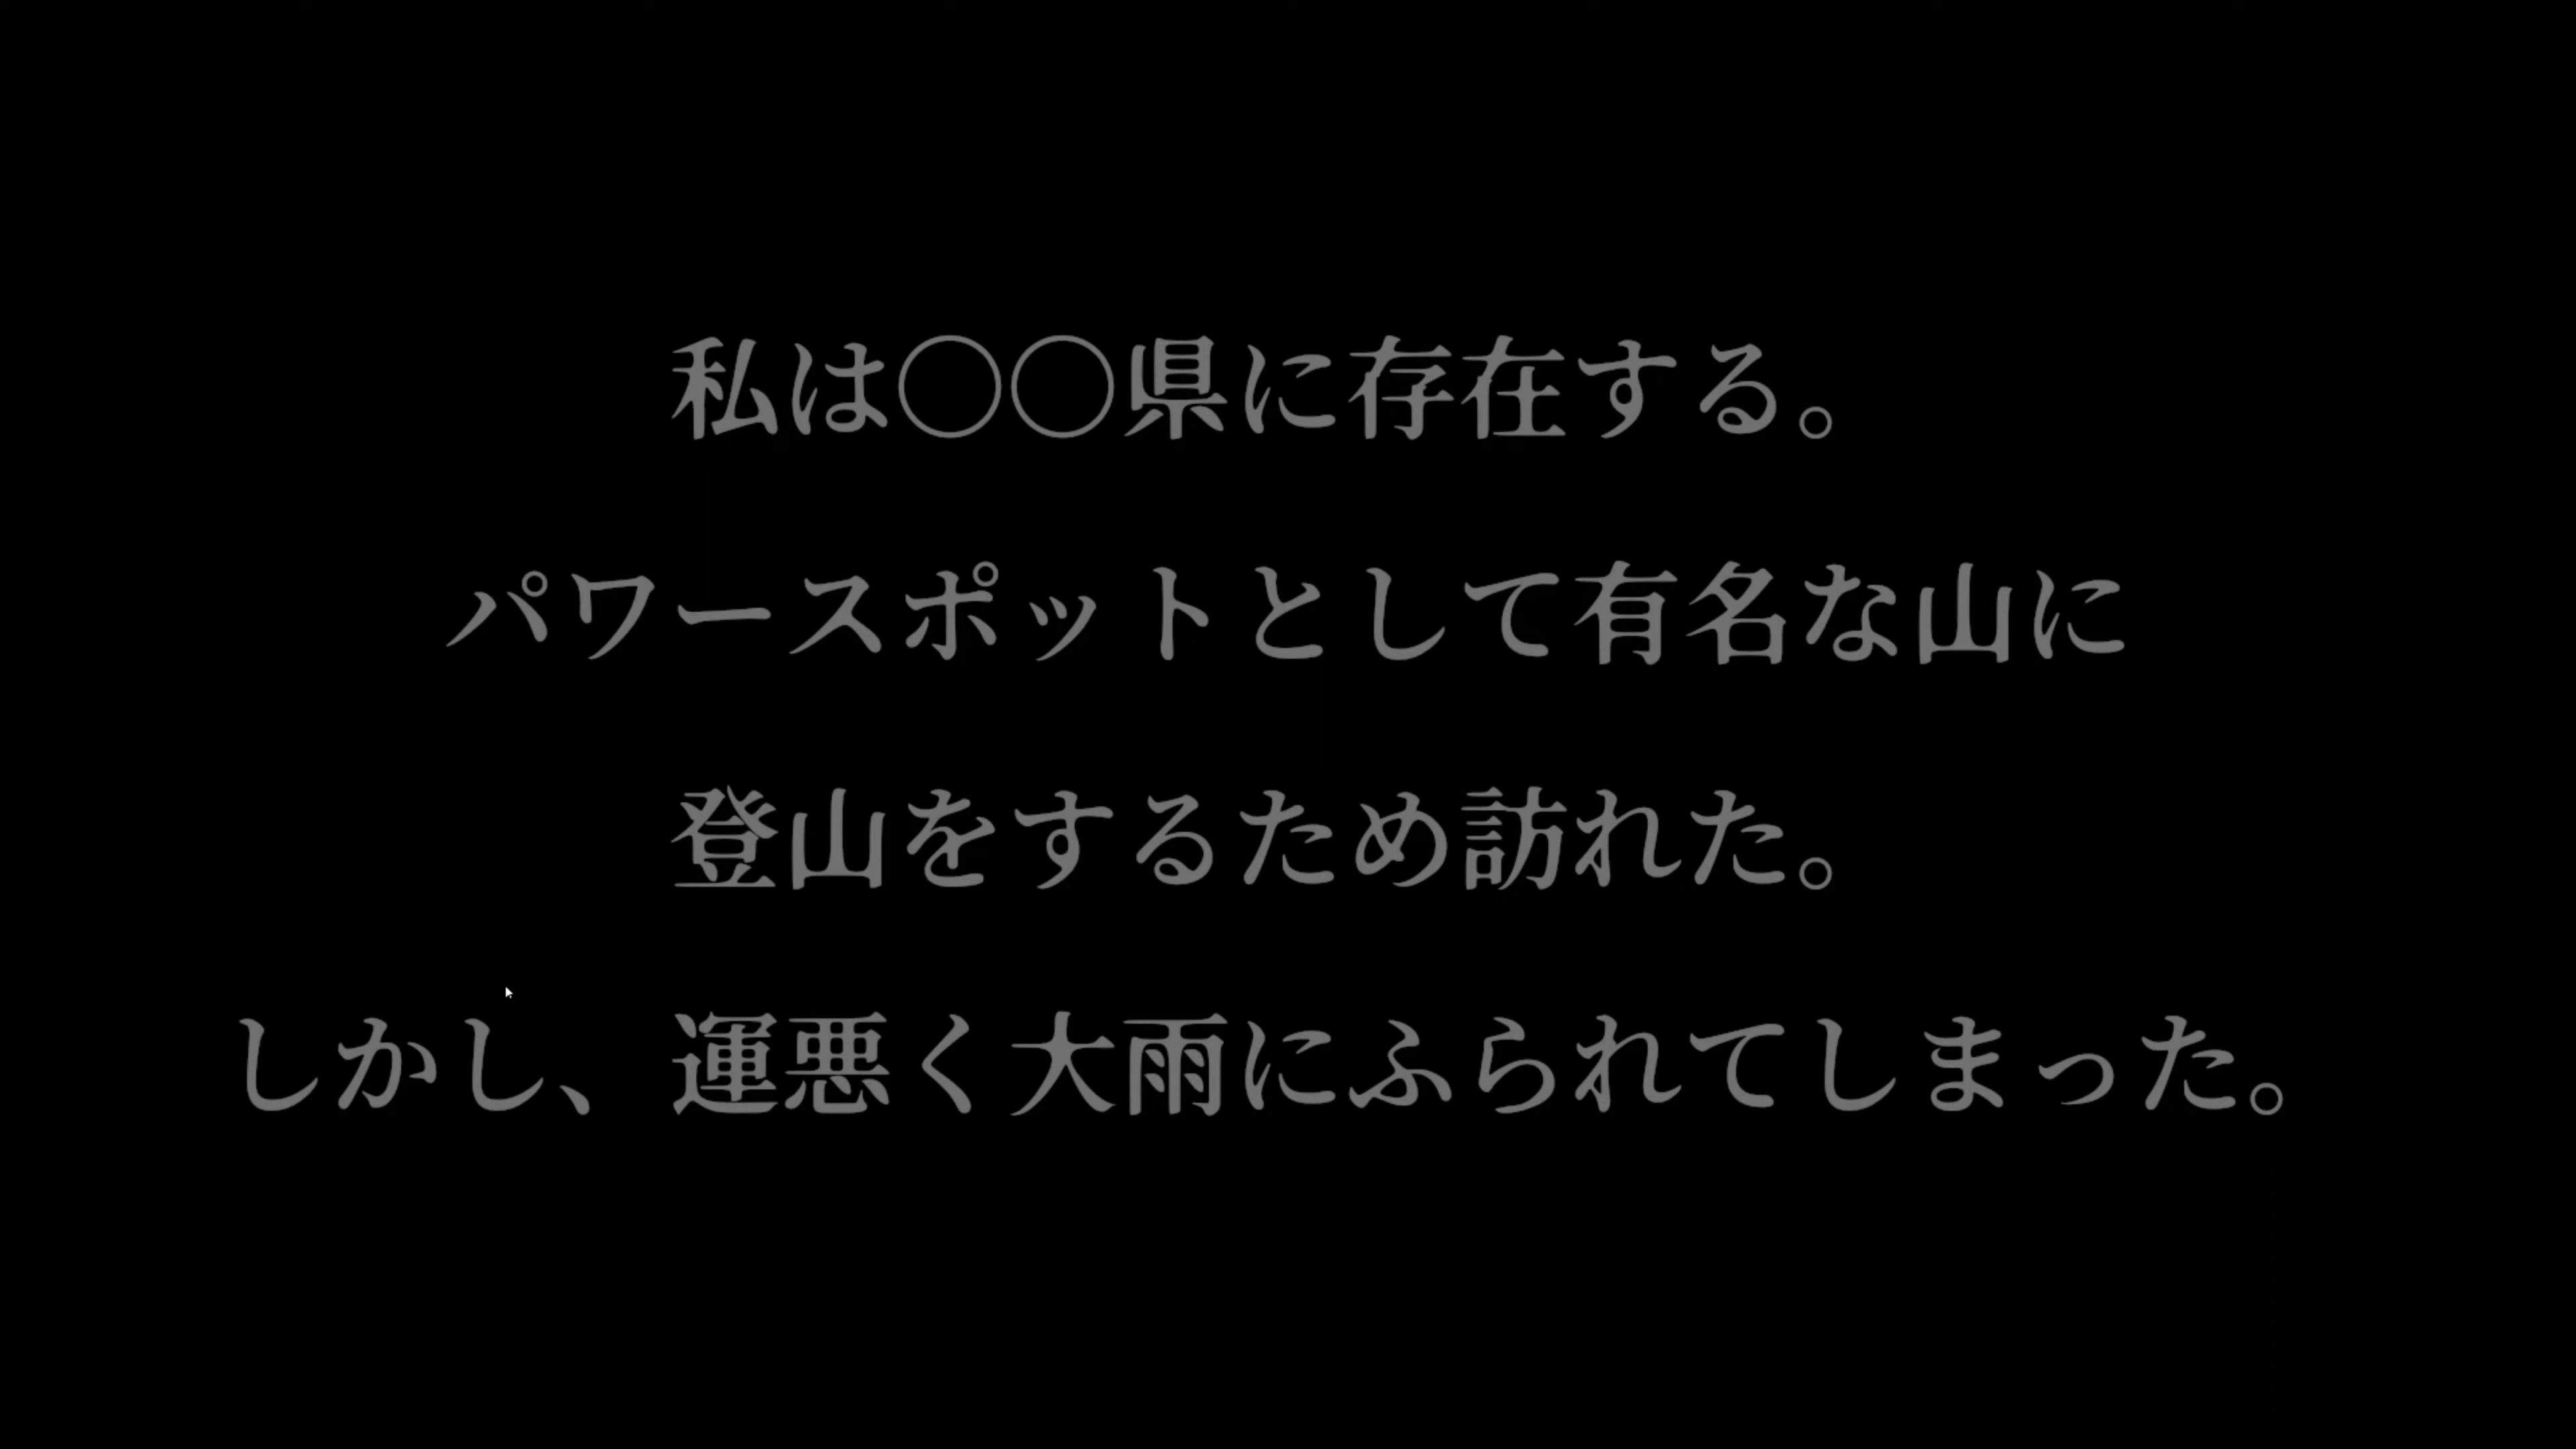 私は〇〇県に存在する。
パワースポットとして有名な山に
登山をするため訪れた。
しかし、運悪く大雨にふられてしまった。